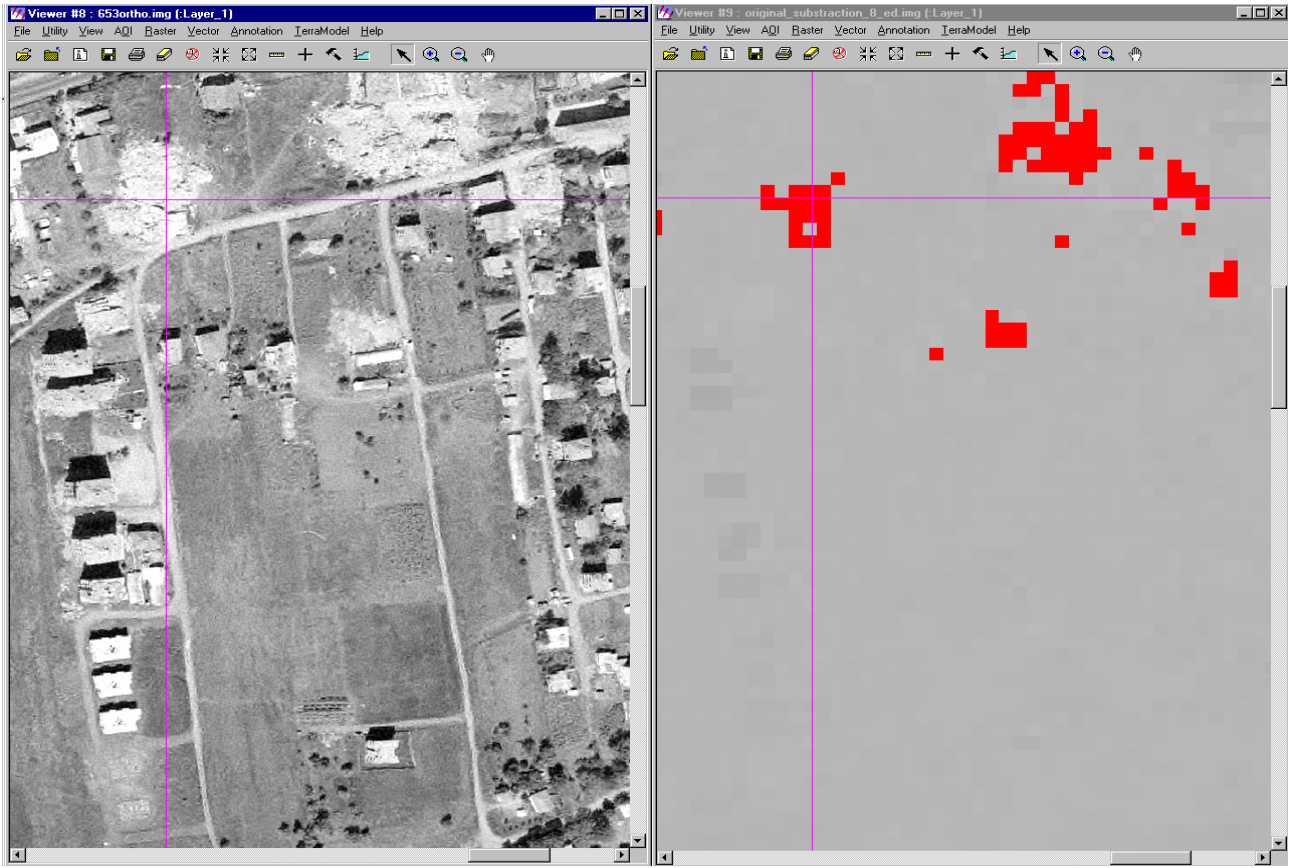 Viewer #8 : 653ortho.img (:Layer_1)
File Utility View AOI Raster Vector Annotation TerraModel Help
Viewer #9 : original_substraction_8_ed.img (:Layer_1)
File Utility View AOI Raster Vector Annotation TerraModel Help